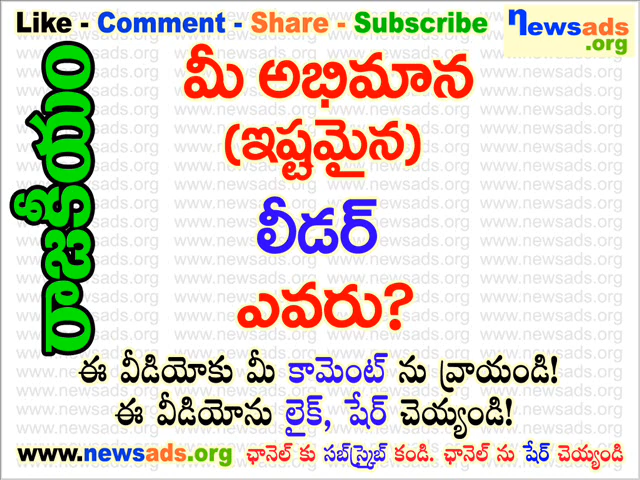 Like - Comment - Share - Subscribe
newsads
.org
రాజకీయం
మీ అభిమాన
(ఇష్టమైన)
లీడర్
ఎవరు?
ఈ వీడియోకు మీ కామెంట్ ను వ్రాయండి!
ఈ వీడియోను లైక్, షేర్ చెయ్యండి!
www.newsads.org ఛానెల్ కు సబ్‌స్క్రైబ్ కండి. ఛానెల్ ను షేర్ చెయ్యండి